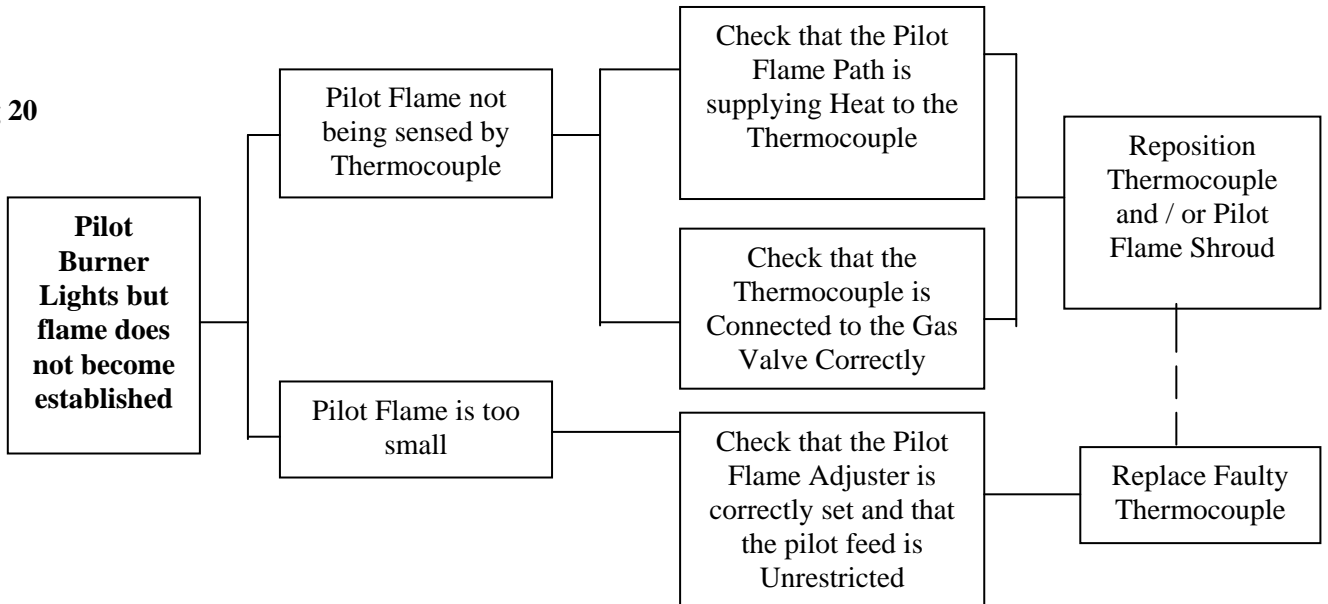 20
Pilot
Burner
Lights but
flame does
not become
established
Pilot Flame not
being sensed by
Thermocouple
Pilot Flame is too
small
Check that the Pilot
Flame Path is
supplying Heat to the
Thermocouple
Check that the
Thermocouple is
Connected to the Gas
Valve Correctly
Check that the Pilot
Flame Adjuster is
correctly set and that
the pilot feed is
Unrestricted
Reposition
Thermocouple
and / or Pilot
Flame Shroud
Replace Faulty
Thermocouple